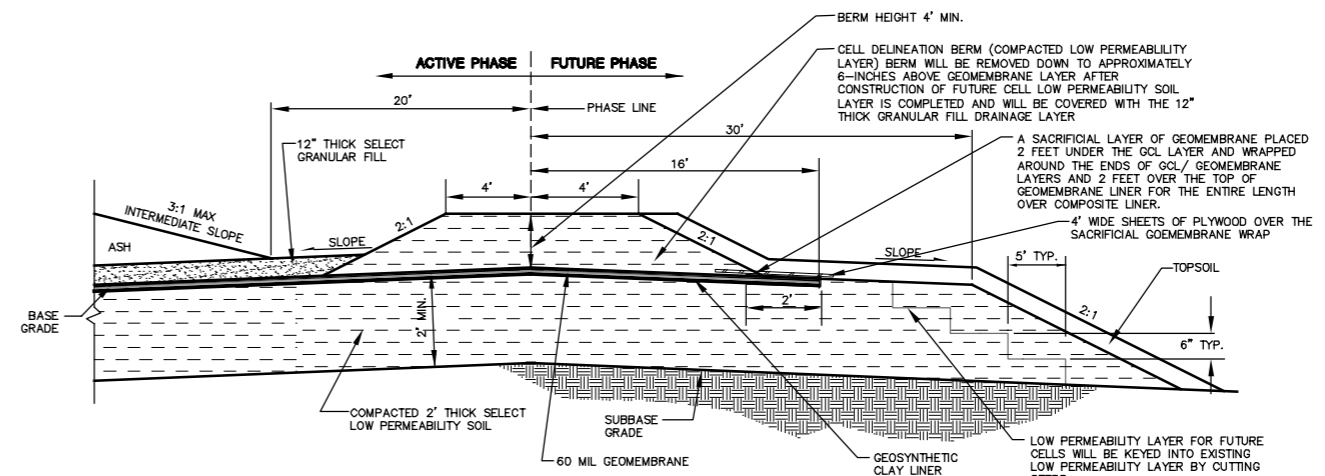 BERM HEIGHT 4' MIN.
CELL DELINEATION BERM (COMPACTED LOW PERMEABLILITY
LAYER) BERM WILL BE REMOVED DOWN TO APPROXIMATELY
6-INCHES ABOVE GEOMEMBRANE LAYER AFTER
CONSTRUCTION OF FUTURE CELL LOW PERMEABILITY SOIL
LAYER IS COMPLETED AND WILL BE COVERED WITH THE 12"
THICK GRANULAR FILL DRAINAGE LAYER
ACTIVE PHASE
FUTURE PHASE
20'
PHASE LINE
30'
12" THICK SELECT
GRANULAR FILL
A SACRIFICIAL LAYER OF GEOMEMBRANE PLACED
2 FEET UNDER THE GCL LAYER AND WRAPPED
AROUND THE ENDS OF GCL/ GEOMEMBRANE
LAYERS AND 2 FEET OVER THE TOP OF
GEOMEMBRANE LINER FOR THE ENTIRE LENGTH
OVER COMPOSITE LINER.
16'
4'
4'
3:1 MAX
INTERMEDIATE SLOPE
2:1
2:1
4' WIDE SHEETS OF PLYWOOD OVER THE
SACRIFICIAL GOEMEMBRANE WRAP
ASH
SLOPE
SLOPE
5' TYP.
TOPSOIL
2'
2:1
BASE
GRADE
2' MIN.
6" TYP.
COMPACTED 2' THICK SELECT
LOW PERMEABILITY SOIL
SUBBASE
GRADE
60 MIL GEOMEMBRANE
GEOSYNTHETIC
CLAY LINER
LOW PERMEABILITY LAYER FOR FUTURE
CELLS WILL BE KEYED INTO EXISTING
LOW PERMEABILITY LAYER BY CUTTING